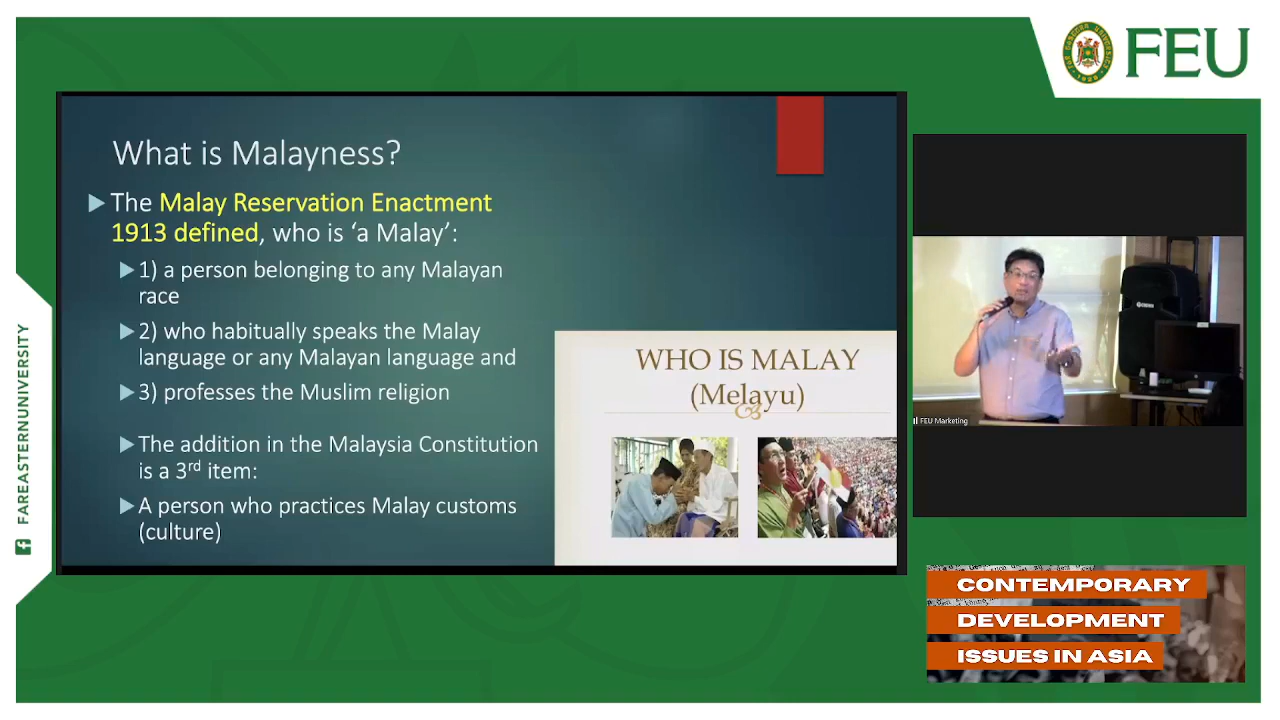 FEU
What is Malayness?
The Malay Reservation Enactment
1913 defined, who is ‘a Malay’:
1) a person belonging to any Malayan
race
2) who habitually speaks the Malay
language or any Malayan language and
3) professes the Muslim religion
The addition in the Malaysia Constitution
is a 3rd item:
A person who practices Malay customs
(culture)
WHO IS MALAY
(Melayu)
FEU Marketing
FAREASTERNUNIVERSITY
CONTEMPORARY
DEVELOPMENT
ISSUES IN ASIA